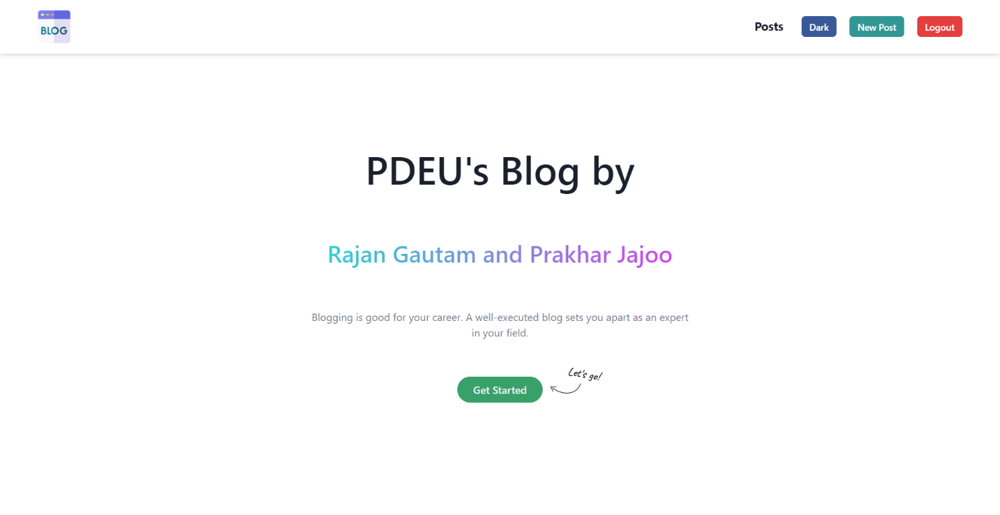 BLOG
Posts
Dark
New Post
Logout
PDEU's Blog by
Rajan Gautam and Prakhar Jajoo
Blogging is good for your career. A well-executed blog sets you apart as an expert
in your field.
Let's go!
Get Started